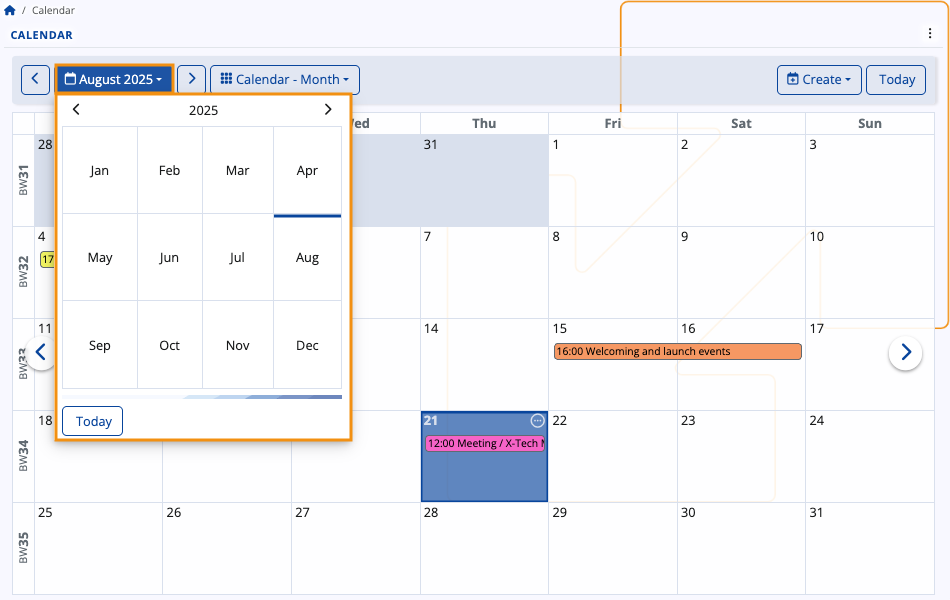 / Calendar
CALENDAR
August 2025
Calendar - Month
Create
Today
2025
Jan Feb Mar Apr
May Jun Jul Aug
Sep Oct Nov Dec
Today
Thu Fri Sat Sun
BW31 28 31 1 2 3
BW32 4 7 8 9 10
17
BW33 11 14 15 16 17
16:00 Welcoming and launch events
BW34 18 21 22 23 24
12:00 Meeting / X-Tech
BW35 25 26 27 28 29 30 31